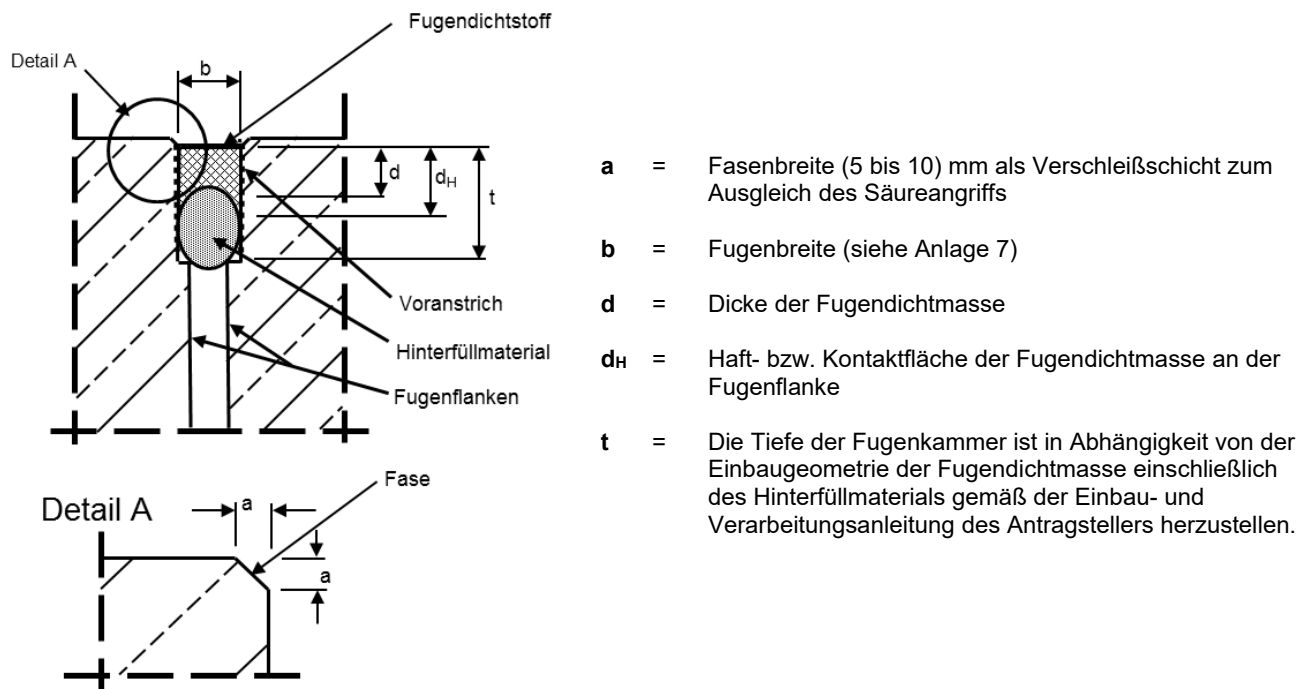 Fugendichtstoff
Detail A
b
d
dH
t
Voranstrich
Hinterfüllmaterial
Fugenflanken
Fase
Detail A
a
a
a = Fasenbreite (5 bis 10) mm als Verschleißschicht zum
Ausgleich des Säureangriffs
b = Fugenbreite (siehe Anlage 7)
d = Dicke der Fugendichtmasse
dH = Haft- bzw. Kontaktfläche der Fugendichtmasse an der
Fugenflanke
t = Die Tiefe der Fugenkammer ist in Abhängigkeit von der
Einbaugeometrie der Fugendichtmasse einschließlich
des Hinterfüllmaterials gemäß der Einbau- und
Verarbeitungsanleitung des Antragstellers herzustellen.